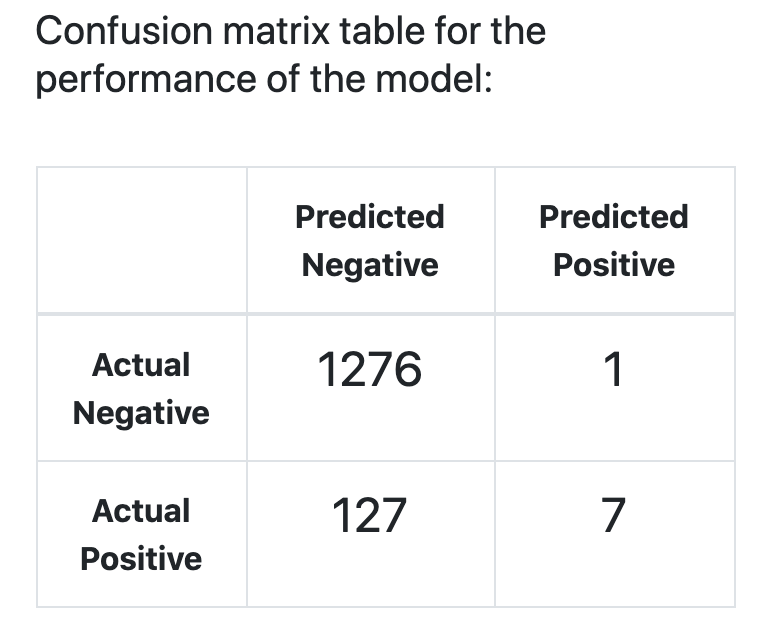 Confusion matrix table for the
performance of the model:
Predicted Negative
Predicted Positive
Actual Negative
1276
1
Actual Positive
127
7